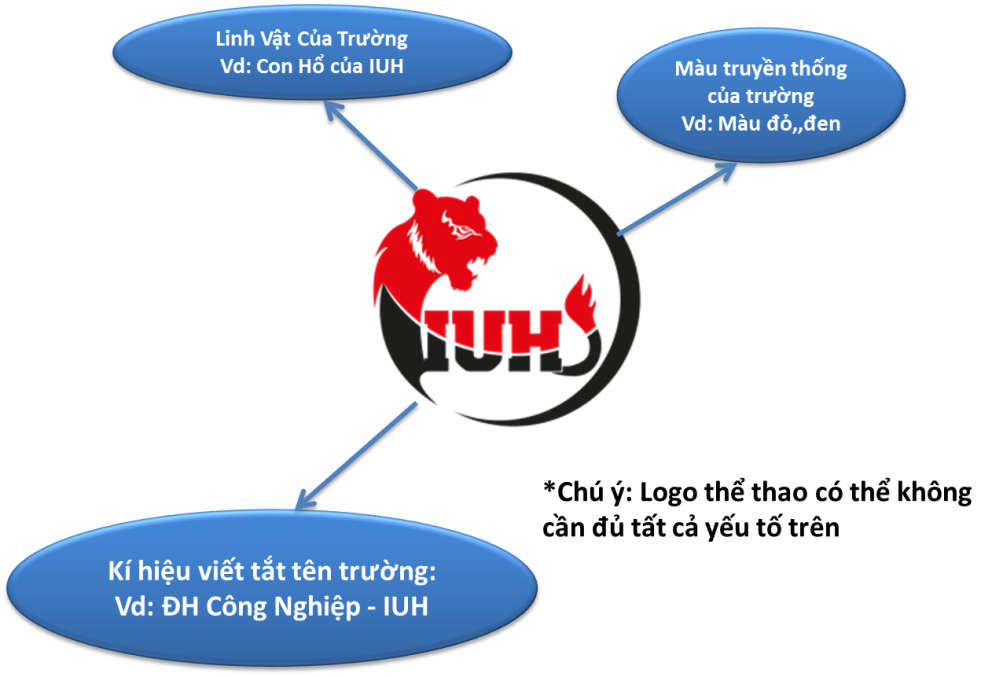 Linh Vật Của Trường
Vd: Con Hổ của IUH
Màu truyền thống
của trường
Vd: Màu đỏ,,đen
IUH
*Chú ý: Logo thể thao có thể không
cần đủ tất cả yếu tố trên
Kí hiệu viết tắt tên trường:
Vd: ĐH Công Nghiệp - IUH